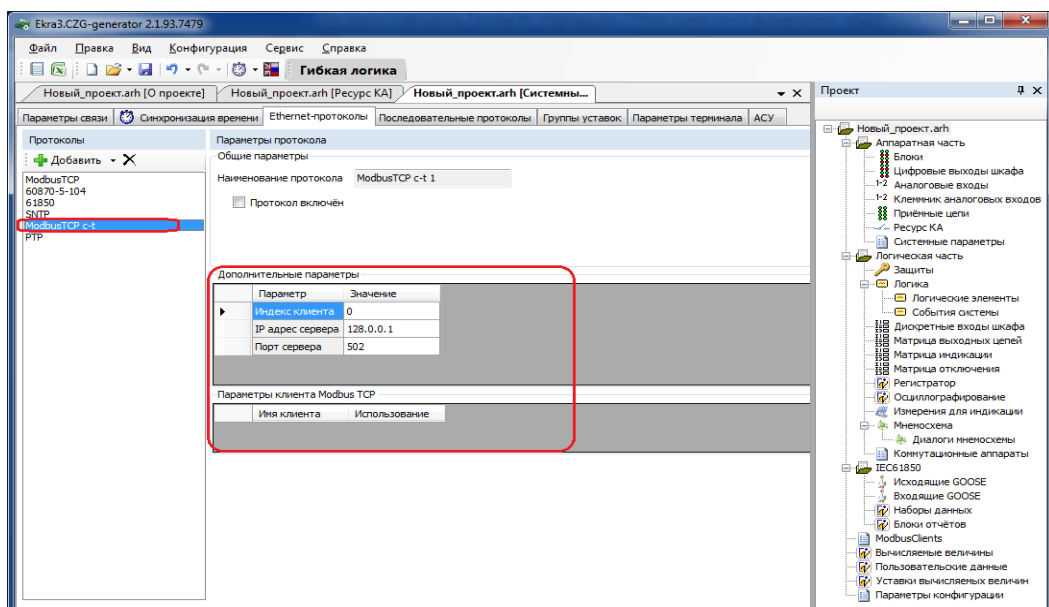 Ekra3.CZG-generator 2.1.93.7479
Файл Правка Вид Конфигурация Сервис Справка
Гибкая логика
Новый_проект.arh [О проекте] Новый_проект.arh [Ресурс КА] Новый_проект.arh [Системны...
Параметры связи Синхронизация времени Ethernet-протоколы Последовательные протоколы Группы уставок Параметры терминала АСУ
Протоколы
Добавить
ModbusTCP
60870-5-104
61850
SNTP
ModbusTCP c-t
PTP
Параметры протокола
Общие параметры
Наименование протокола ModbusTCP c-t 1
Протокол включён
Дополнительные параметры
Параметр Значение
Индекс клиента 0
IP адрес сервера 128.0.0.1
Порт сервера 502
Параметры клиента Modbus TCP
Имя клиента Использование
Проект
Новый_проект.arh
Аппаратная часть
Блоки
Цифровые выходы шкафа
1-2 Аналоговые входы
1-2 Клеммник аналоговых входов
Приёмные цепи
Ресурс КА
Системные параметры
Логическая часть
Защиты
Логика
Логические элементы
События системы
Дискретные входы шкафа
Матрица выходных цепей
Матрица индикации
Матрица отключения
Регистратор
Осциллографирование
Измерения для индикации
Мнемосхема
Диалоги мнемосхемы
Коммутационные аппараты
IEC61850
Исходящие GOOSE
Входящие GOOSE
Наборы данных
Блоки отчётов
ModbusClients
Вычисляемые величины
Пользовательские данные
Уставки вычисляемых величин
Параметры конфигурации